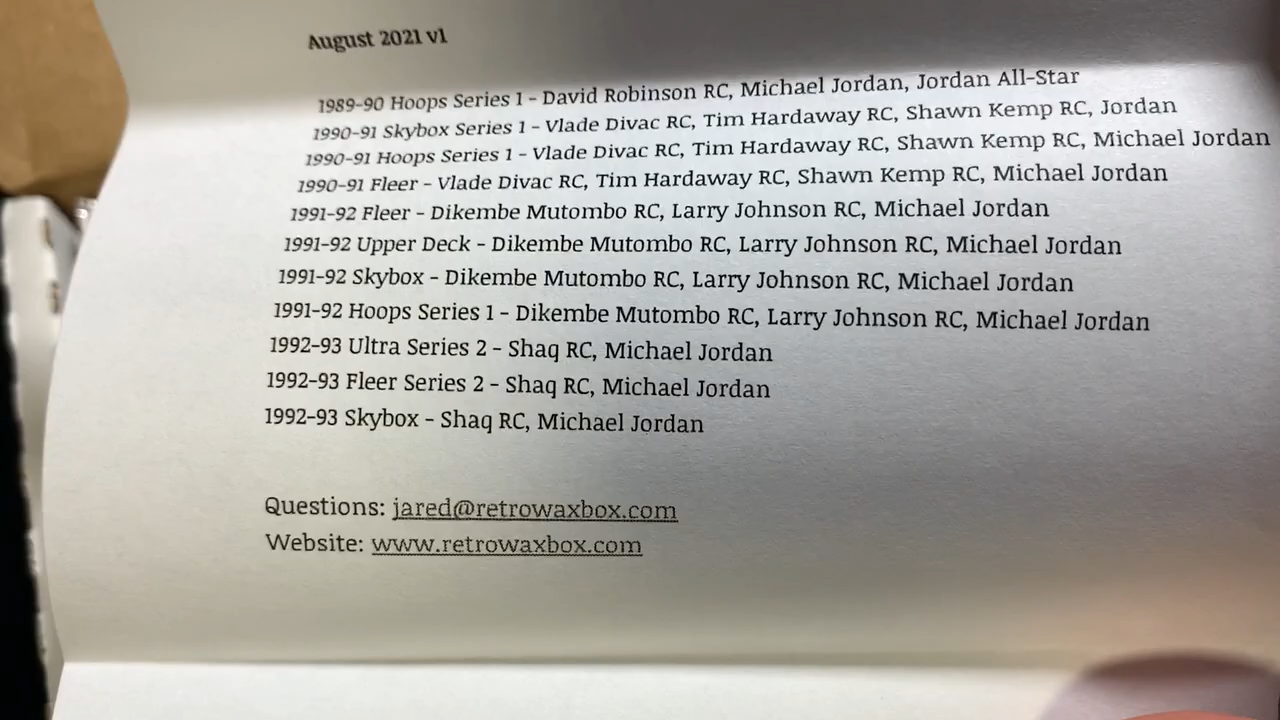 August 2021 v1
1989-90 Hoops Series 1 - David Robinson RC, Michael Jordan, Jordan All-Star
1990-91 Skybox Series 1 - Vlade Divac RC, Tim Hardaway RC, Shawn Kemp RC, Jordan
1990-91 Hoops Series 1 - Vlade Divac RC, Tim Hardaway RC, Shawn Kemp RC, Michael Jordan
1990-91 Fleer - Vlade Divac RC, Tim Hardaway RC, Shawn Kemp RC, Michael Jordan
1991-92 Fleer - Dikembe Mutombo RC, Larry Johnson RC, Michael Jordan
1991-92 Upper Deck - Dikembe Mutombo RC, Larry Johnson RC, Michael Jordan
1991-92 Skybox - Dikembe Mutombo RC, Larry Johnson RC, Michael Jordan
1991-92 Hoops Series 1 - Dikembe Mutombo RC, Larry Johnson RC, Michael Jordan
1992-93 Ultra Series 2 - Shaq RC, Michael Jordan
1992-93 Fleer Series 2 - Shaq RC, Michael Jordan
1992-93 Skybox - Shaq RC, Michael Jordan
Questions: jared@retrowaxbox.com
Website: www.retrowaxbox.com